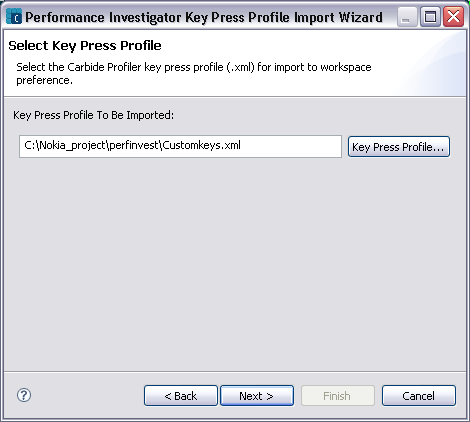 Performance Investigator Key Press Profile Import Wizard
Select Key Press Profile
Select the Carbide Profiler key press profile (.xml) for import to workspace
preference.
Key Press Profile To Be Imported:
C:\Nokia_project\perfinvest\Customkeys.xml
Key Press Profile...
?
< Back
Next >
Finish
Cancel